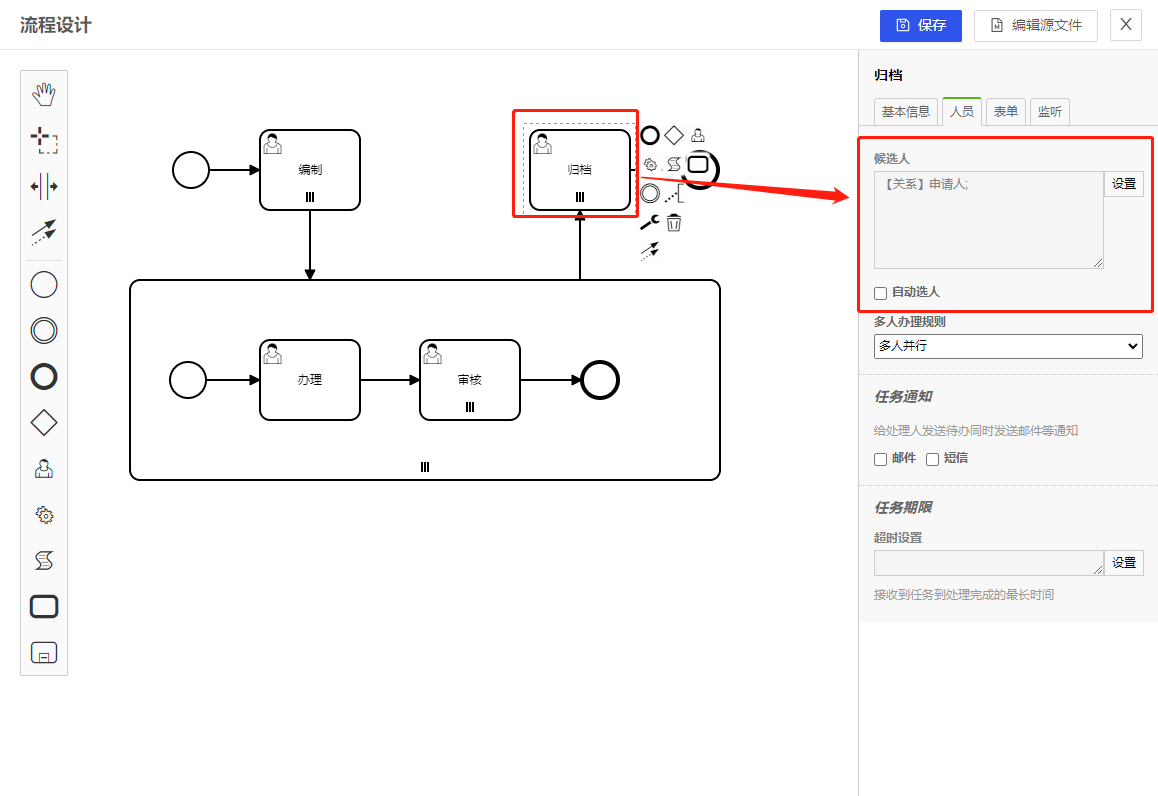 流程设计
保存
编辑源文件
X
归档
基本信息
人员
表单
监听
编制
归档
办理
审核
候选人
【关系】申请人;
设置
自动选人
多人办理规则
多人并行
任务通知
给处理人发送待办同时发送邮件等通知
邮件
短信
任务期限
超时设置
设置
接收到任务到处理完成的最长时间